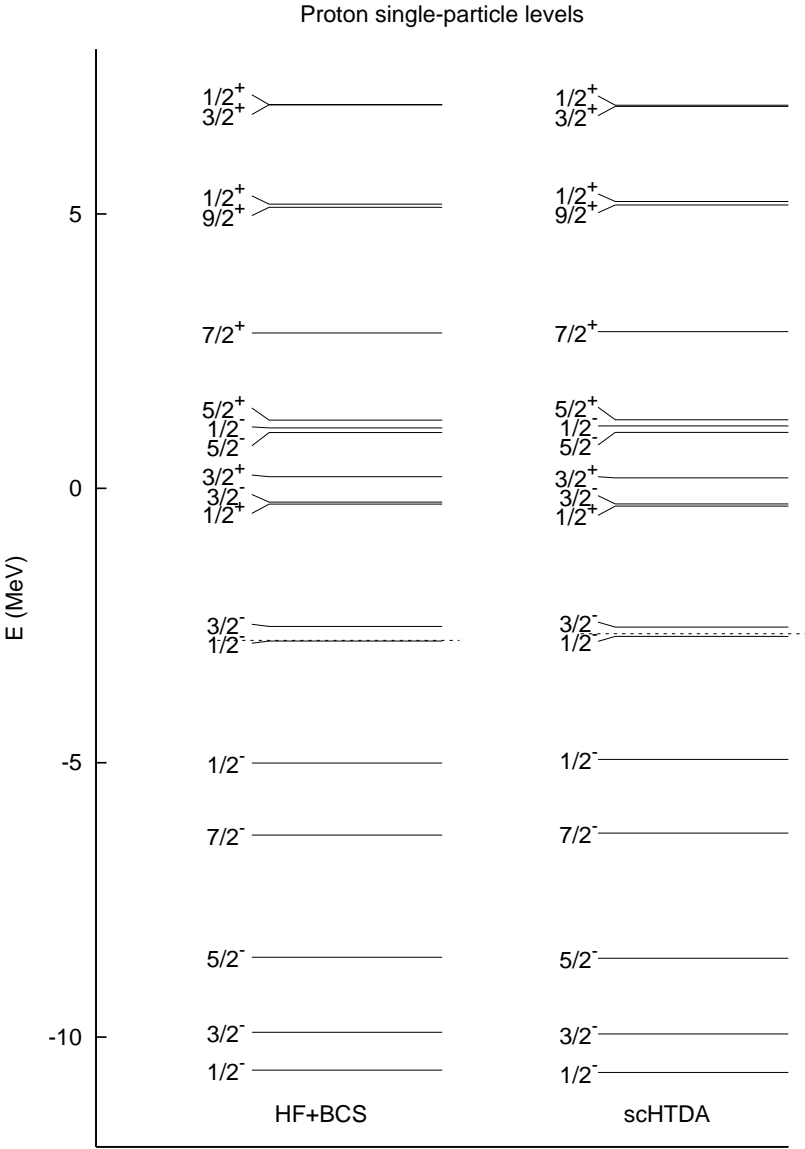 Proton single-particle levels
1/2+ 1/2+
3/2+ 3/2+
1/2+ 1/2+
5 9/2+ 9/2+
7/2+ 7/2+
5/2+ 5/2+
1/2- 1/2-
5/2- 5/2-
3/2+ 3/2+
0 3/2- 3/2-
1/2+ 1/2+
E (MeV)
3/2- 3/2-
1/2- 1/2-
-5 1/2- 1/2-
7/2- 7/2-
5/2- 5/2-
-10 3/2- 3/2-
1/2- 1/2-
HF+BCS scHTDA